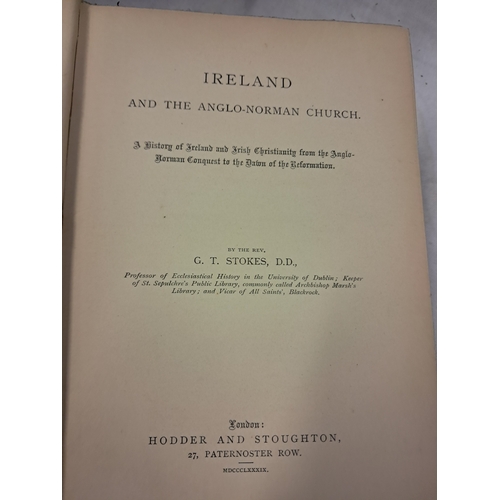 IRELAND
AND THE ANGLO-NORMAN CHURCH.
A History of Ireland and Irish Christianity from the Anglo-
Norman Conquest to the Dawn of the Reformation.
BY THE REV.
G. T. STOKES, D.D.,
Professor of Ecclesiastical History in the University of Dublin; Keeper
of St. Sepulchre's Public Library, commonly called Archbishop Marsh's
Library; and Vicar of All Saints', Blackrock.
London:
HODDER AND STOUGHTON,
27, PATERNOSTER ROW.
MDCCCLXXXIX.